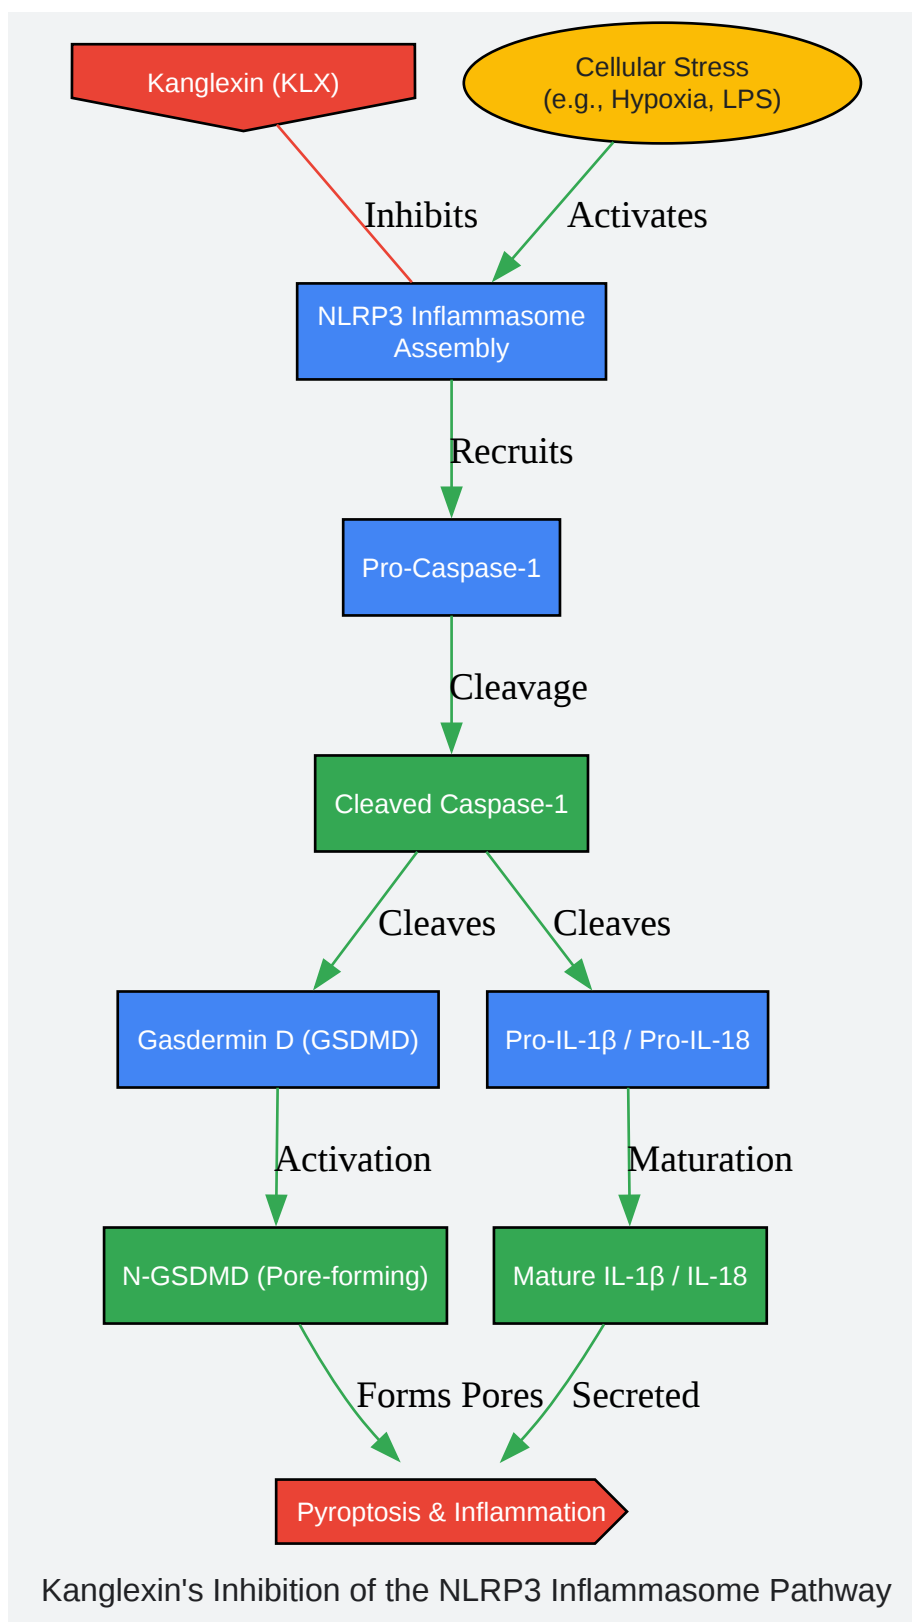 Kanglexin (KLX)
Cellular Stress
(e.g., Hypoxia, LPS)
Inhibits
Activates
NLRP3 Inflammasome
Assembly
Recruits
Pro-Caspase-1
Cleavage
Cleaved Caspase-1
Cleaves
Cleaves
Gasdermin D (GSDMD)
Pro-IL-1β / Pro-IL-18
Activation
Maturation
N-GSDMD (Pore-forming)
Mature IL-1β / IL-18
Forms Pores
Secreted
Pyroptosis & Inflammation
Kanglexin's Inhibition of the NLRP3 Inflammasome Pathway